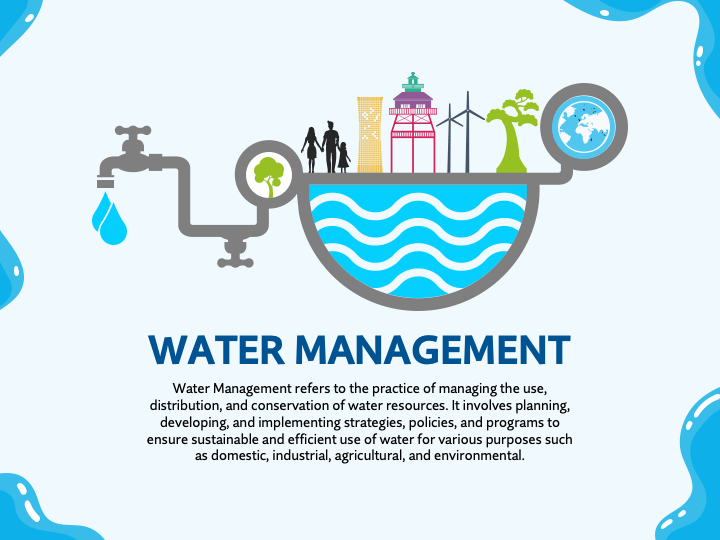 WATER MANAGEMENT
Water Management refers to the practice of managing the use,
distribution, and conservation of water resources. It involves planning,
developing, and implementing strategies, policies, and programs to
ensure sustainable and efficient use of water for various purposes such
as domestic, industrial, agricultural, and environmental.